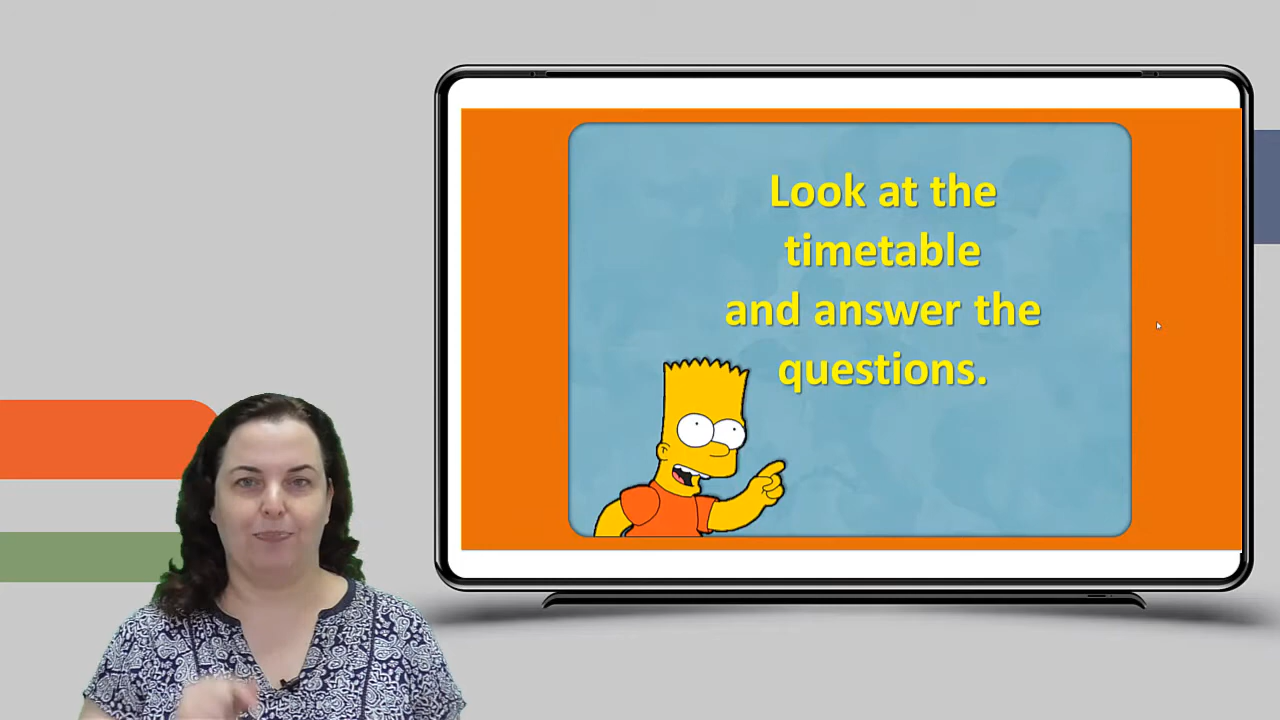 Look at the
timetable
and answer the
questions.